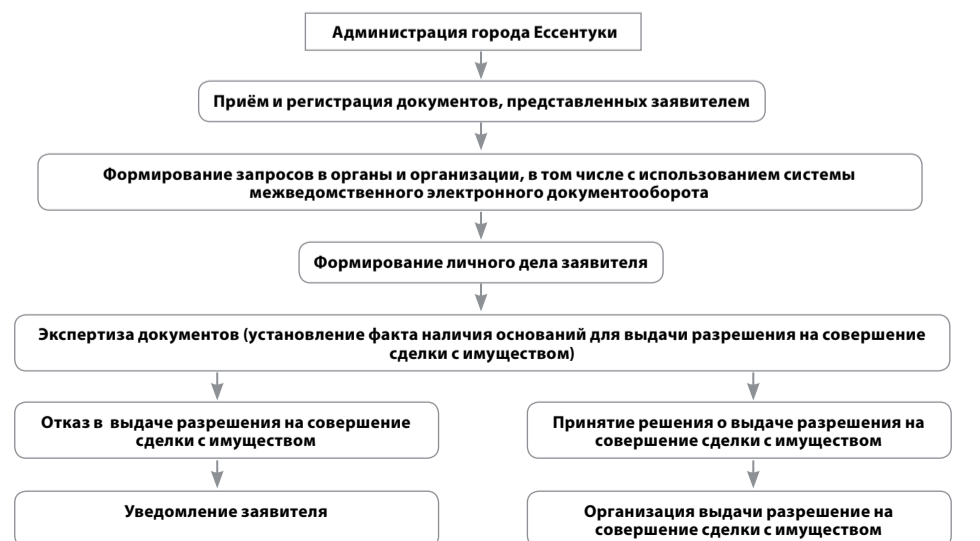 Администрация города Ессентуки
Приём и регистрация документов, представленных заявителем
Формирование запросов в органы и организации, в том числе с использованием системы
межведомственного электронного документооборота
Формирование личного дела заявителя
Экспертиза документов (установление факта наличия оснований для выдачи разрешения на совершение
сделки с имуществом)
Отказ в выдаче разрешения на совершение
сделки с имуществом
Принятие решения о выдаче разрешения на
совершение сделки с имуществом
Уведомление заявителя
Организация выдачи разрешение на
совершение сделки с имуществом